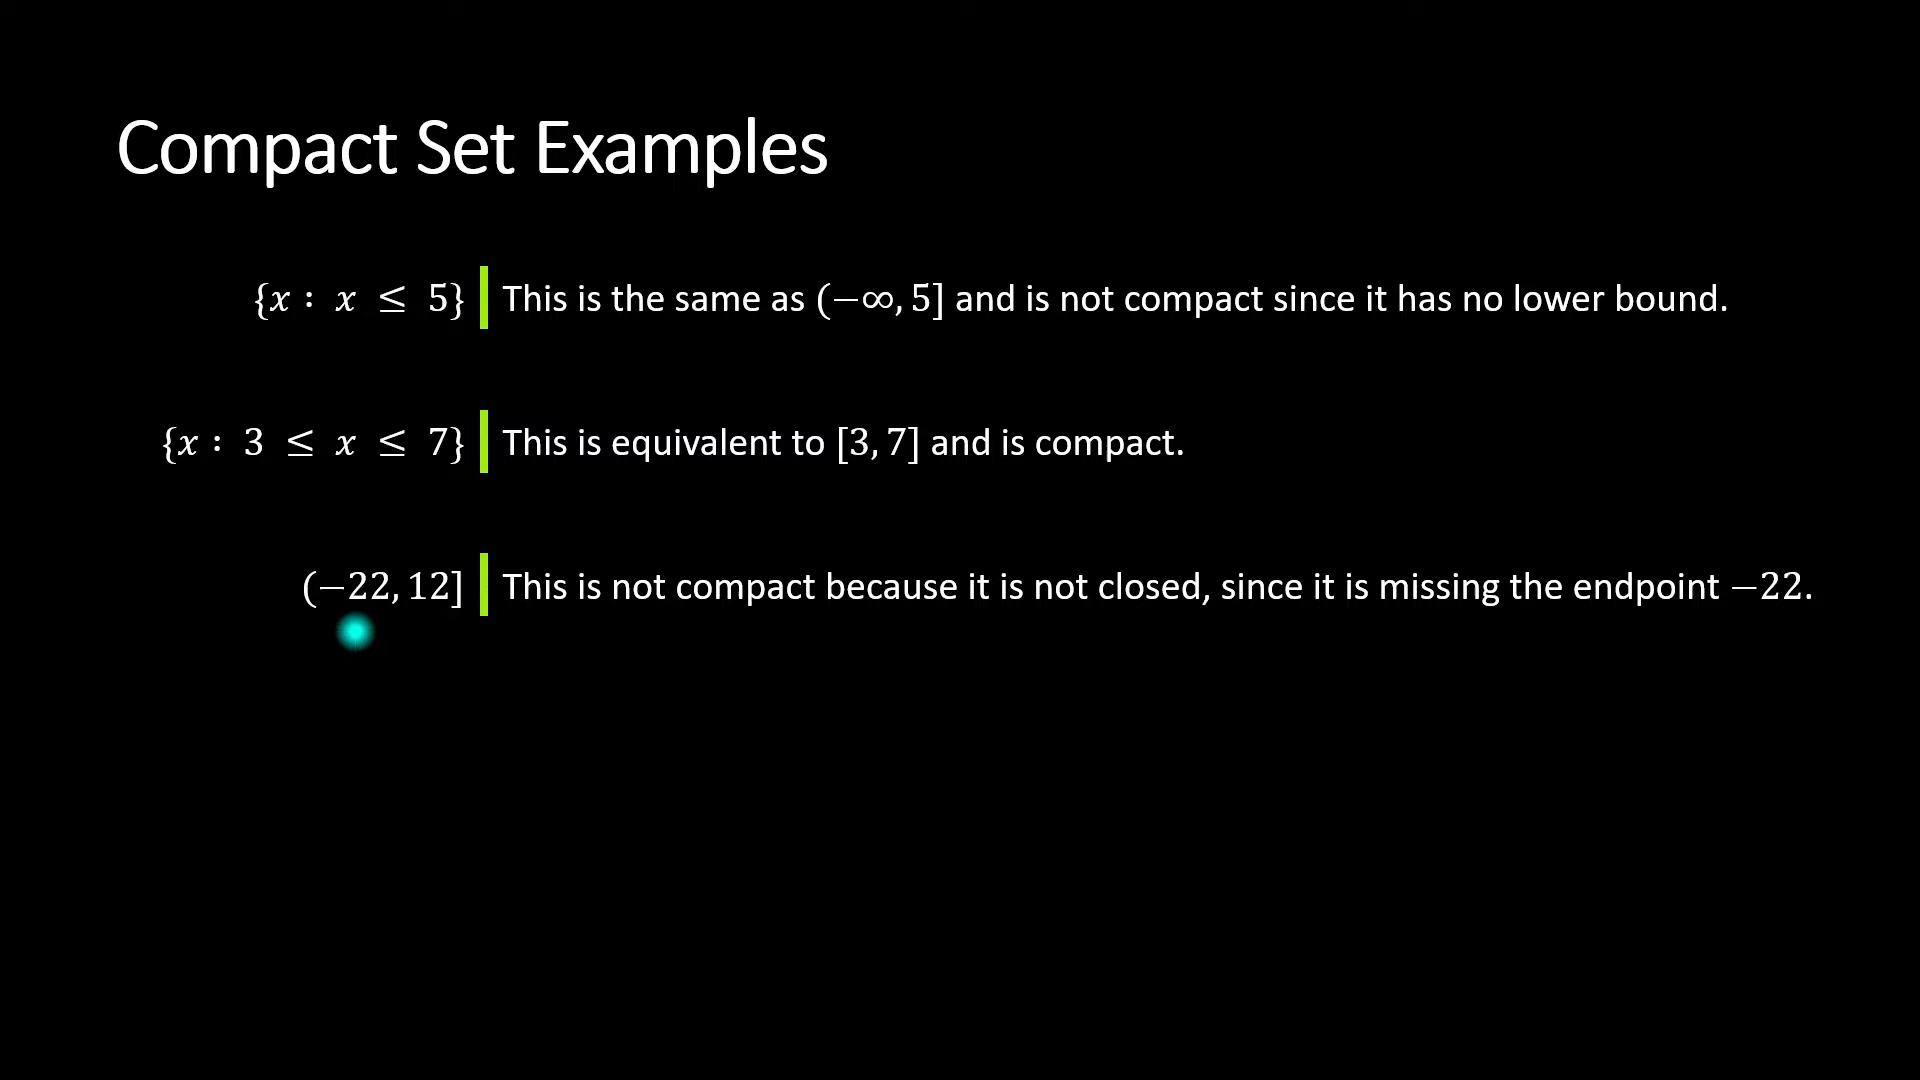 Compact Set Examples
{x : x ≤ 5} This is the same as (−∞, 5] and is not compact since it has no lower bound.
{x : 3 ≤ x ≤ 7} This is equivalent to [3, 7] and is compact.
(−22, 12] This is not compact because it is not closed, since it is missing the endpoint −22.